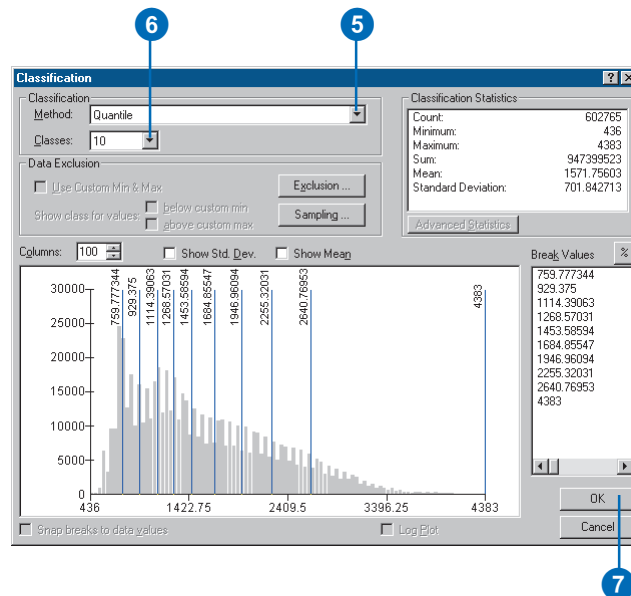 6 5
Classification
Classification
Method: Quantile
Classes: 10
Classification Statistics
Count: 602765
Minimum: 436
Maximum: 4383
Sum: 947399523
Mean: 1571.75603
Standard Deviation: 701.842713
Advanced Statistics
Data Exclusion
Use Custom Min & Max
Exclusion ...
Show class for values:
below custom min
above custom max
Sampling ...
Columns: 100
Show Std. Dev.
Show Mean
Break Values %
759.777344
929.375
1114.39063
1268.57031
1453.58594
1684.85547
1946.96094
2255.32031
2640.76953
4383
30000
25000
20000
15000
10000
5000
0
759.777344
929.375
1114.39063
1268.57031
1453.58594
1684.85547
1946.96094
2255.32031
2640.76953
4383
436 1422.75 2409.5 3396.25 4383
Snap breaks to data values
Log Plot
OK
Cancel
7